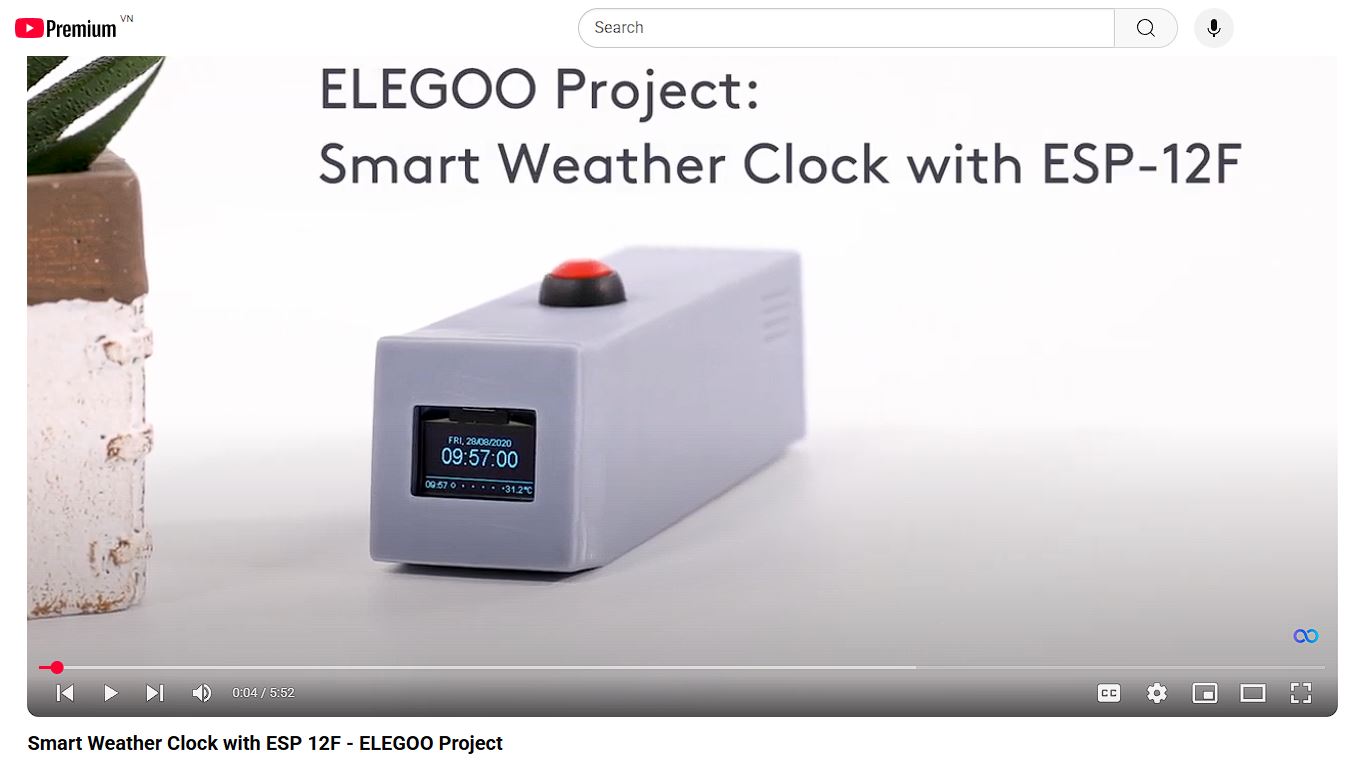 Premium VN
Search
ELEGOO Project:
Smart Weather Clock with ESP-12F
FRI, 28/08/2020
09:57:00
09:57
31.2°C
0:04 / 5:52
CC
Smart Weather Clock with ESP 12F - ELEGOO Project